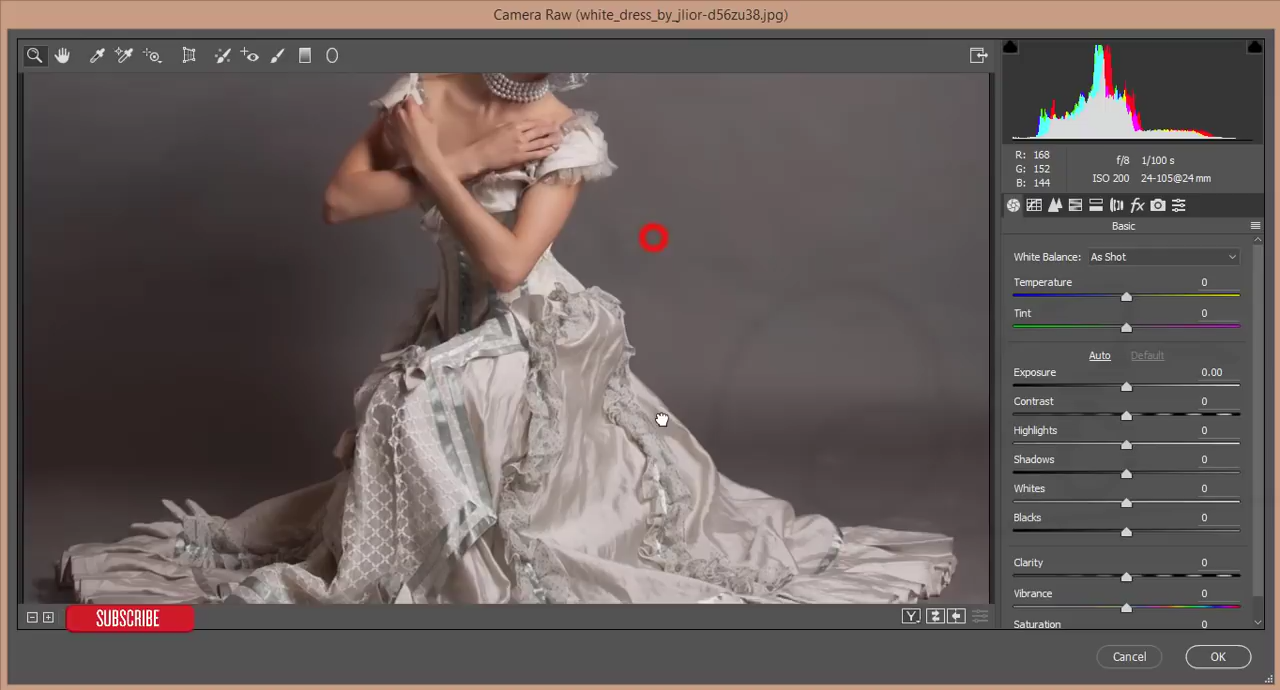 Camera Raw (white_dress_by_jlior-d56zu38.jpg)
R: 168
G: 152
B: 144
f/8 1/100 s
ISO 200 24-105@24 mm
fx
Basic
White Balance: As Shot
Temperature 0
Tint 0
Auto Default
Exposure 0.00
Contrast 0
Highlights 0
Shadows 0
Whites 0
Blacks 0
Clarity 0
Vibrance 0
Saturation 0
SUBSCRIBE
Y
Cancel OK